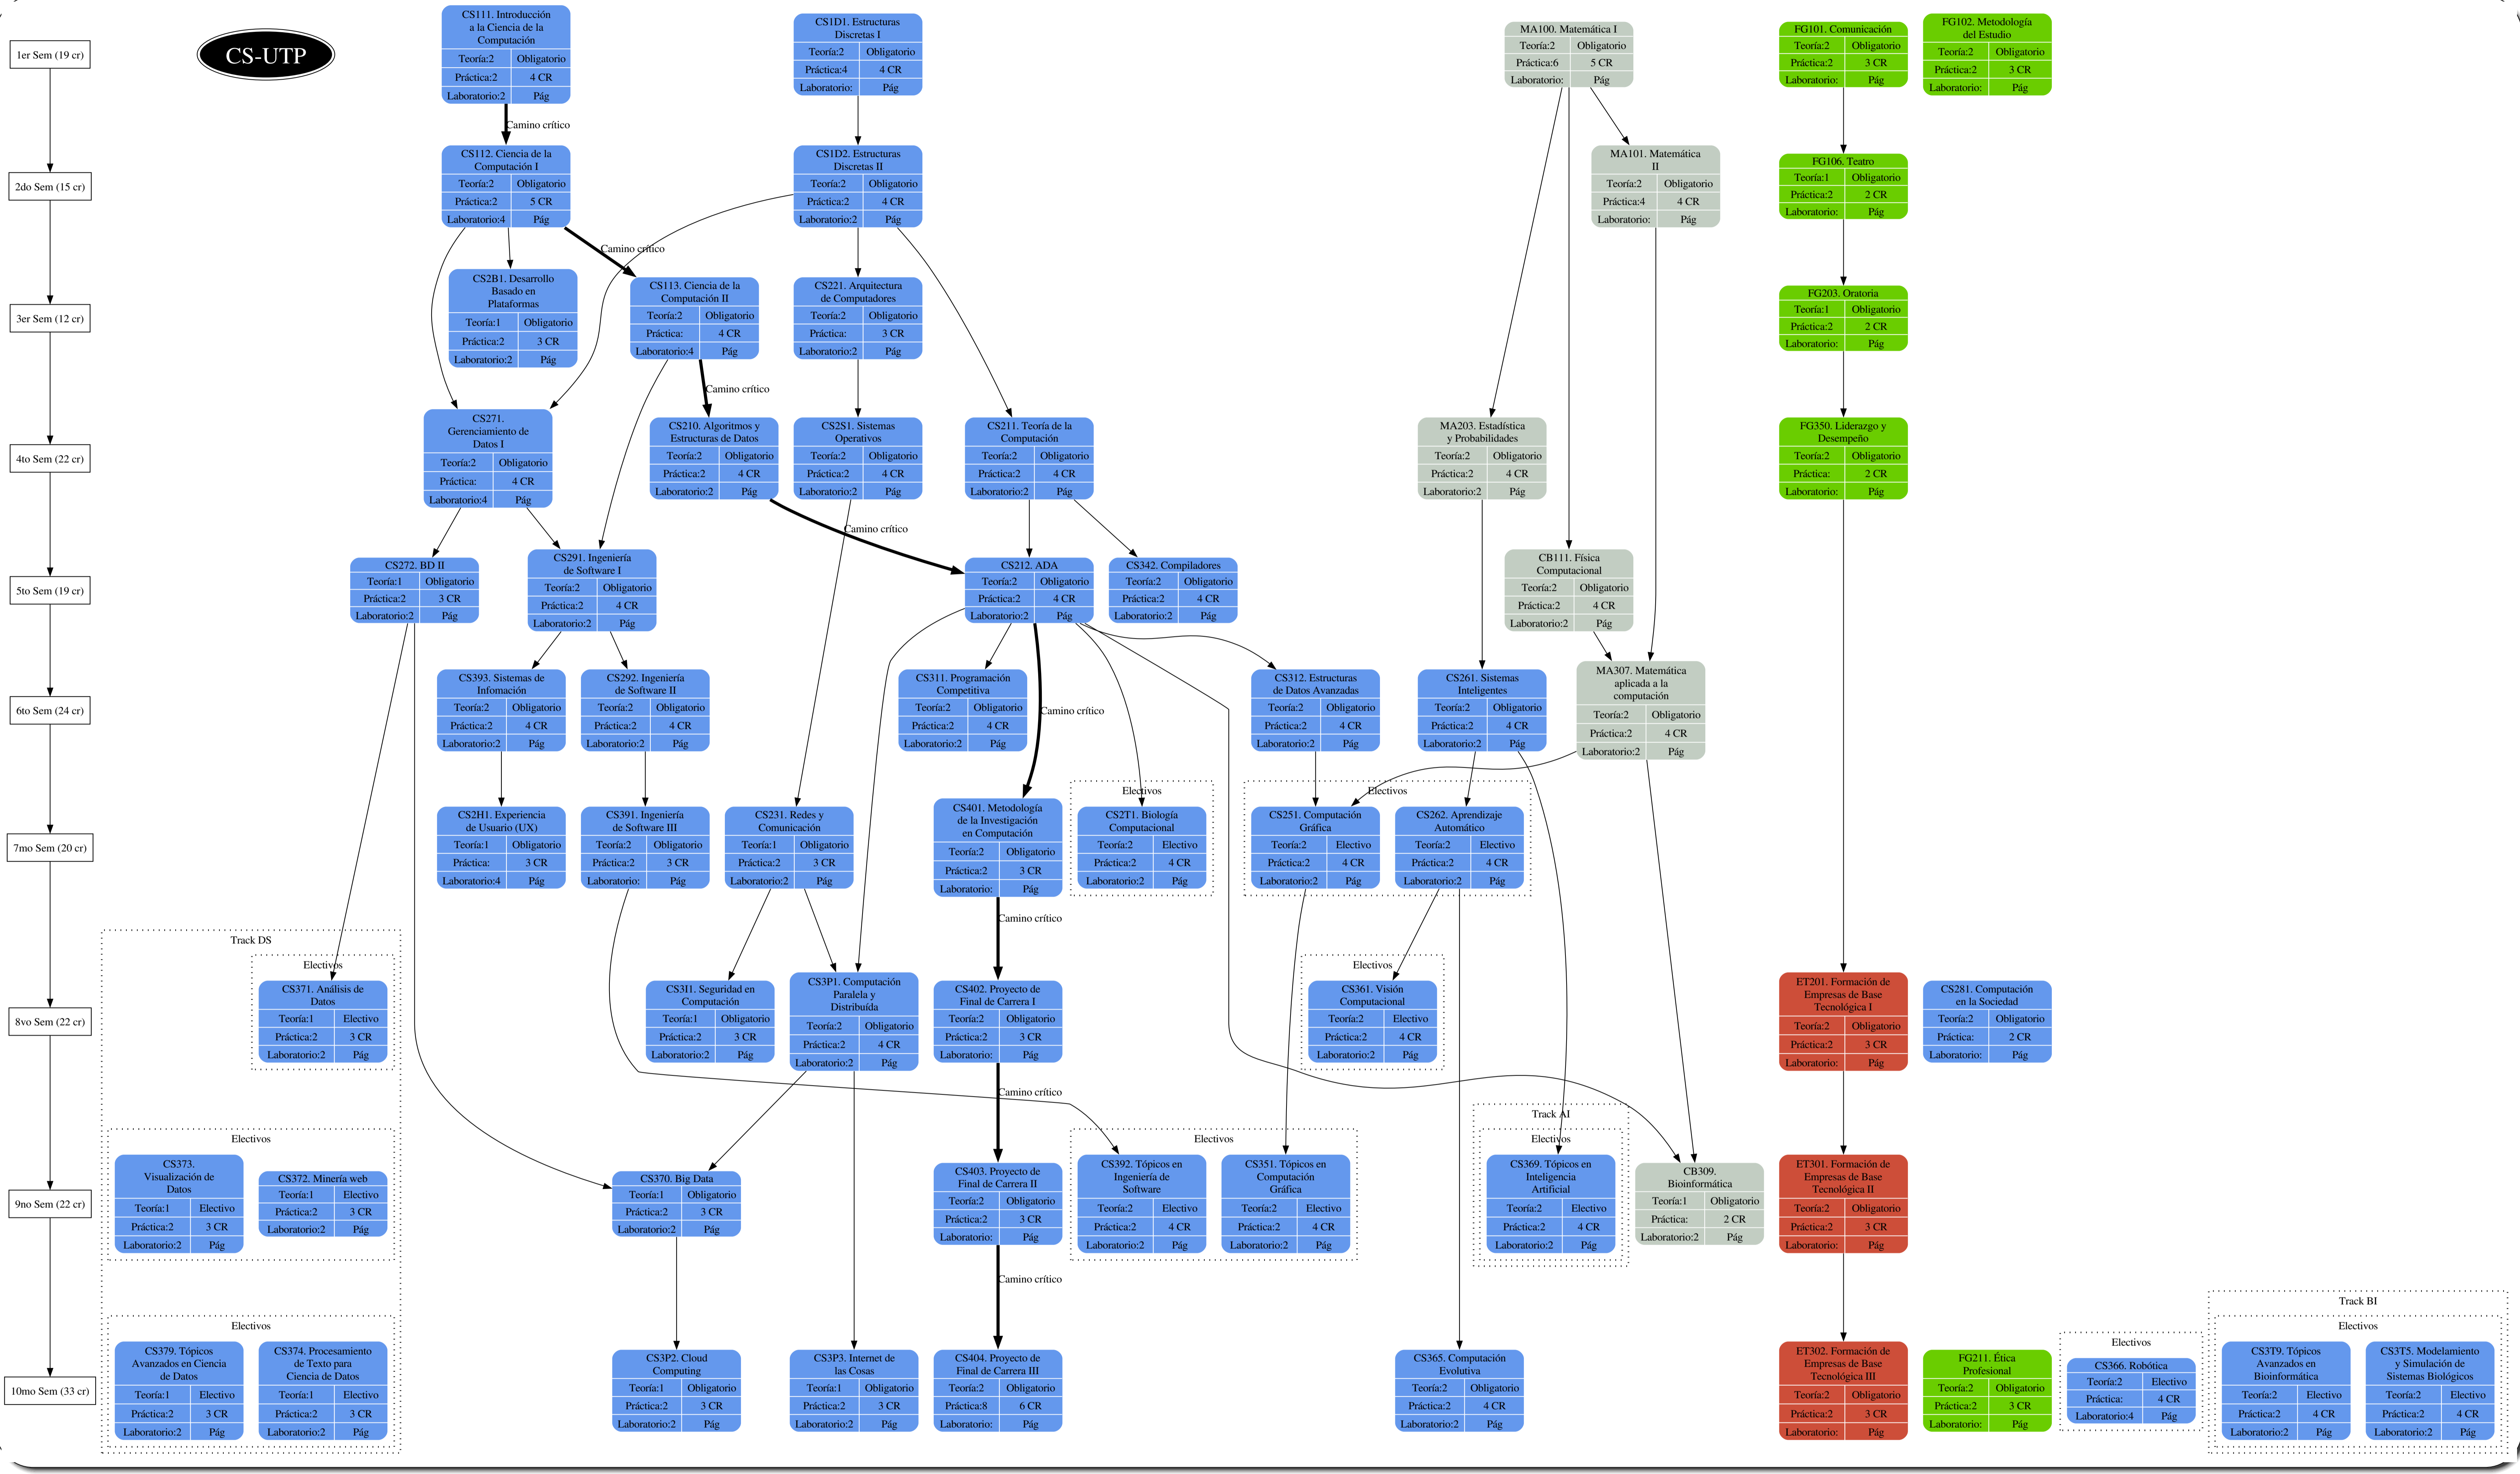 CS-UTP
1er Sem (19 cr)
CS111. Introducción
a la Ciencia de la
Computación
Teoría:2 Obligatorio
Práctica:2 4 CR
Laboratorio:2 Pág
CS1D1. Estructuras
Discretas I
Teoría:2 Obligatorio
Práctica:4 4 CR
Laboratorio: Pág
MA100. Matemática I
Teoría:2 Obligatorio
Práctica:6 5 CR
Laboratorio: Pág
FG101. Comunicación
Teoría:2 Obligatorio
Práctica:2 3 CR
Laboratorio: Pág
FG102. Metodología
del Estudio
Teoría:2 Obligatorio
Práctica:2 3 CR
Laboratorio: Pág
Camino crítico
2do Sem (15 cr)
CS112. Ciencia de la
Computación I
Teoría:2 Obligatorio
Práctica:2 5 CR
Laboratorio:4 Pág
CS1D2. Estructuras
Discretas II
Teoría:2 Obligatorio
Práctica:2 4 CR
Laboratorio:2 Pág
MA101. Matemática
II
Teoría:2 Obligatorio
Práctica:4 4 CR
Laboratorio: Pág
FG106. Teatro
Teoría:1 Obligatorio
Práctica:2 2 CR
Laboratorio: Pág
Camino crítico
3er Sem (12 cr)
CS2B1. Desarrollo
Basado en
Plataformas
Teoría:1 Obligatorio
Práctica:2 3 CR
Laboratorio:2 Pág
CS113. Ciencia de la
Computación II
Teoría:2 Obligatorio
Práctica: 4 CR
Laboratorio:4 Pág
CS221. Arquitectura
de Computadores
Teoría:2 Obligatorio
Práctica: 3 CR
Laboratorio:2 Pág
FG203. Oratoria
Teoría:1 Obligatorio
Práctica:2 2 CR
Laboratorio: Pág
Camino crítico
4to Sem (22 cr)
CS271.
Gerenciamiento de
Datos I
Teoría:2 Obligatorio
Práctica: 4 CR
Laboratorio:4 Pág
CS210. Algoritmos y
Estructuras de Datos
Teoría:2 Obligatorio
Práctica:2 4 CR
Laboratorio:2 Pág
CS2S1. Sistemas
Operativos
Teoría:2 Obligatorio
Práctica:2 4 CR
Laboratorio:2 Pág
CS211. Teoría de la
Computación
Teoría:2 Obligatorio
Práctica:2 4 CR
Laboratorio:2 Pág
MA203. Estadística
y Probabilidades
Teoría:2 Obligatorio
Práctica:2 4 CR
Laboratorio:2 Pág
FG350. Liderazgo y
Desempeño
Teoría:2 Obligatorio
Práctica: 2 CR
Laboratorio: Pág
Camino crítico
5to Sem (19 cr)
CS272. BD II
Teoría:1 Obligatorio
Práctica:2 3 CR
Laboratorio:2 Pág
CS291. Ingeniería
de Software I
Teoría:2 Obligatorio
Práctica:2 4 CR
Laboratorio:2 Pág
CS212. ADA
Teoría:2 Obligatorio
Práctica:2 4 CR
Laboratorio:2 Pág
CS342. Compiladores
Teoría:2 Obligatorio
Práctica:2 4 CR
Laboratorio:2 Pág
CB111. Física
Computacional
Teoría:2 Obligatorio
Práctica:2 4 CR
Laboratorio:2 Pág
6to Sem (24 cr)
CS393. Sistemas de
Infomación
Teoría:2 Obligatorio
Práctica:2 4 CR
Laboratorio:2 Pág
CS292. Ingeniería
de Software II
Teoría:2 Obligatorio
Práctica:2 4 CR
Laboratorio:2 Pág
CS311. Programación
Competitiva
Teoría:2 Obligatorio
Práctica:2 4 CR
Laboratorio:2 Pág
Camino crítico
CS312. Estructuras
de Datos Avanzadas
Teoría:2 Obligatorio
Práctica:2 4 CR
Laboratorio:2 Pág
CS261. Sistemas
Inteligentes
Teoría:2 Obligatorio
Práctica:2 4 CR
Laboratorio:2 Pág
MA307. Matemática
aplicada a la
computación
Teoría:2 Obligatorio
Práctica:2 4 CR
Laboratorio:2 Pág
7mo Sem (20 cr)
CS2H1. Experiencia
de Usuario (UX)
Teoría:1 Obligatorio
Práctica: 3 CR
Laboratorio:4 Pág
CS391. Ingeniería
de Software III
Teoría:2 Obligatorio
Práctica:2 3 CR
Laboratorio: Pág
CS231. Redes y
Comunicación
Teoría:1 Obligatorio
Práctica:2 3 CR
Laboratorio:2 Pág
CS401. Metodología
de la Investigación
en Computación
Teoría:2 Obligatorio
Práctica:2 3 CR
Laboratorio: Pág
Electivos
CS2T1. Biología
Computacional
Teoría:2 Electivo
Práctica:2 4 CR
Laboratorio:2 Pág
Electivos
CS251. Computación
Gráfica
Teoría:2 Electivo
Práctica:2 4 CR
Laboratorio:2 Pág
CS262. Aprendizaje
Automático
Teoría:2 Electivo
Práctica:2 4 CR
Laboratorio:2 Pág
Camino crítico
8vo Sem (22 cr)
Track DS
Electivos
CS371. Análisis de
Datos
Teoría:1 Electivo
Práctica:2 3 CR
Laboratorio:2 Pág
CS3I1. Seguridad en
Computación
Teoría:1 Obligatorio
Práctica:2 3 CR
Laboratorio:2 Pág
CS3P1. Computación
Paralela y
Distribuída
Teoría:2 Obligatorio
Práctica:2 4 CR
Laboratorio:2 Pág
CS402. Proyecto de
Final de Carrera I
Teoría:2 Obligatorio
Práctica:2 3 CR
Laboratorio: Pág
Electivos
CS361. Visión
Computacional
Teoría:2 Electivo
Práctica:2 4 CR
Laboratorio:2 Pág
ET201. Formación de
Empresas de Base
Tecnológica I
Teoría:2 Obligatorio
Práctica:2 3 CR
Laboratorio: Pág
CS281. Computación
en la Sociedad
Teoría:2 Obligatorio
Práctica: 2 CR
Laboratorio: Pág
Camino crítico
9no Sem (22 cr)
Electivos
CS373.
Visualización de
Datos
Teoría:1 Electivo
Práctica:2 3 CR
Laboratorio:2 Pág
CS372. Minería web
Teoría:1 Electivo
Práctica:2 3 CR
Laboratorio:2 Pág
CS370. Big Data
Teoría:1 Obligatorio
Práctica:2 3 CR
Laboratorio:2 Pág
CS403. Proyecto de
Final de Carrera II
Teoría:2 Obligatorio
Práctica:2 3 CR
Laboratorio: Pág
Electivos
CS392. Tópicos en
Ingeniería de
Software
Teoría:2 Electivo
Práctica:2 4 CR
Laboratorio:2 Pág
CS351. Tópicos en
Computación
Gráfica
Teoría:2 Electivo
Práctica:2 4 CR
Laboratorio:2 Pág
Track AI
Electivos
CS369. Tópicos en
Inteligencia
Artificial
Teoría:2 Electivo
Práctica:2 4 CR
Laboratorio:2 Pág
CB309.
Bioinformática
Teoría:1 Obligatorio
Práctica: 2 CR
Laboratorio:2 Pág
ET301. Formación de
Empresas de Base
Tecnológica II
Teoría:2 Obligatorio
Práctica:2 3 CR
Laboratorio: Pág
Camino crítico
10mo Sem (33 cr)
Electivos
CS379. Tópicos
Avanzados en Ciencia
de Datos
Teoría:1 Electivo
Práctica:2 3 CR
Laboratorio:2 Pág
CS374. Procesamiento
de Texto para
Ciencia de Datos
Teoría:1 Electivo
Práctica:2 3 CR
Laboratorio:2 Pág
CS3P2. Cloud
Computing
Teoría:1 Obligatorio
Práctica:2 3 CR
Laboratorio:2 Pág
CS3P3. Internet de
las Cosas
Teoría:1 Obligatorio
Práctica:2 3 CR
Laboratorio:2 Pág
CS404. Proyecto de
Final de Carrera III
Teoría:2 Obligatorio
Práctica:8 6 CR
Laboratorio: Pág
CS365. Computación
Evolutiva
Teoría:2 Obligatorio
Práctica:2 4 CR
Laboratorio:2 Pág
ET302. Formación de
Empresas de Base
Tecnológica III
Teoría:2 Obligatorio
Práctica:2 3 CR
Laboratorio: Pág
FG211. Ética
Profesional
Teoría:2 Obligatorio
Práctica:2 3 CR
Laboratorio: Pág
Electivos
CS366. Robótica
Teoría:2 Electivo
Práctica: 4 CR
Laboratorio:4 Pág
Track BI
Electivos
CS3T9. Tópicos
Avanzados en
Bioinformática
Teoría:2 Electivo
Práctica:2 4 CR
Laboratorio:2 Pág
CS3T5. Modelamiento
y Simulación de
Sistemas Biológicos
Teoría:2 Electivo
Práctica:2 4 CR
Laboratorio:2 Pág